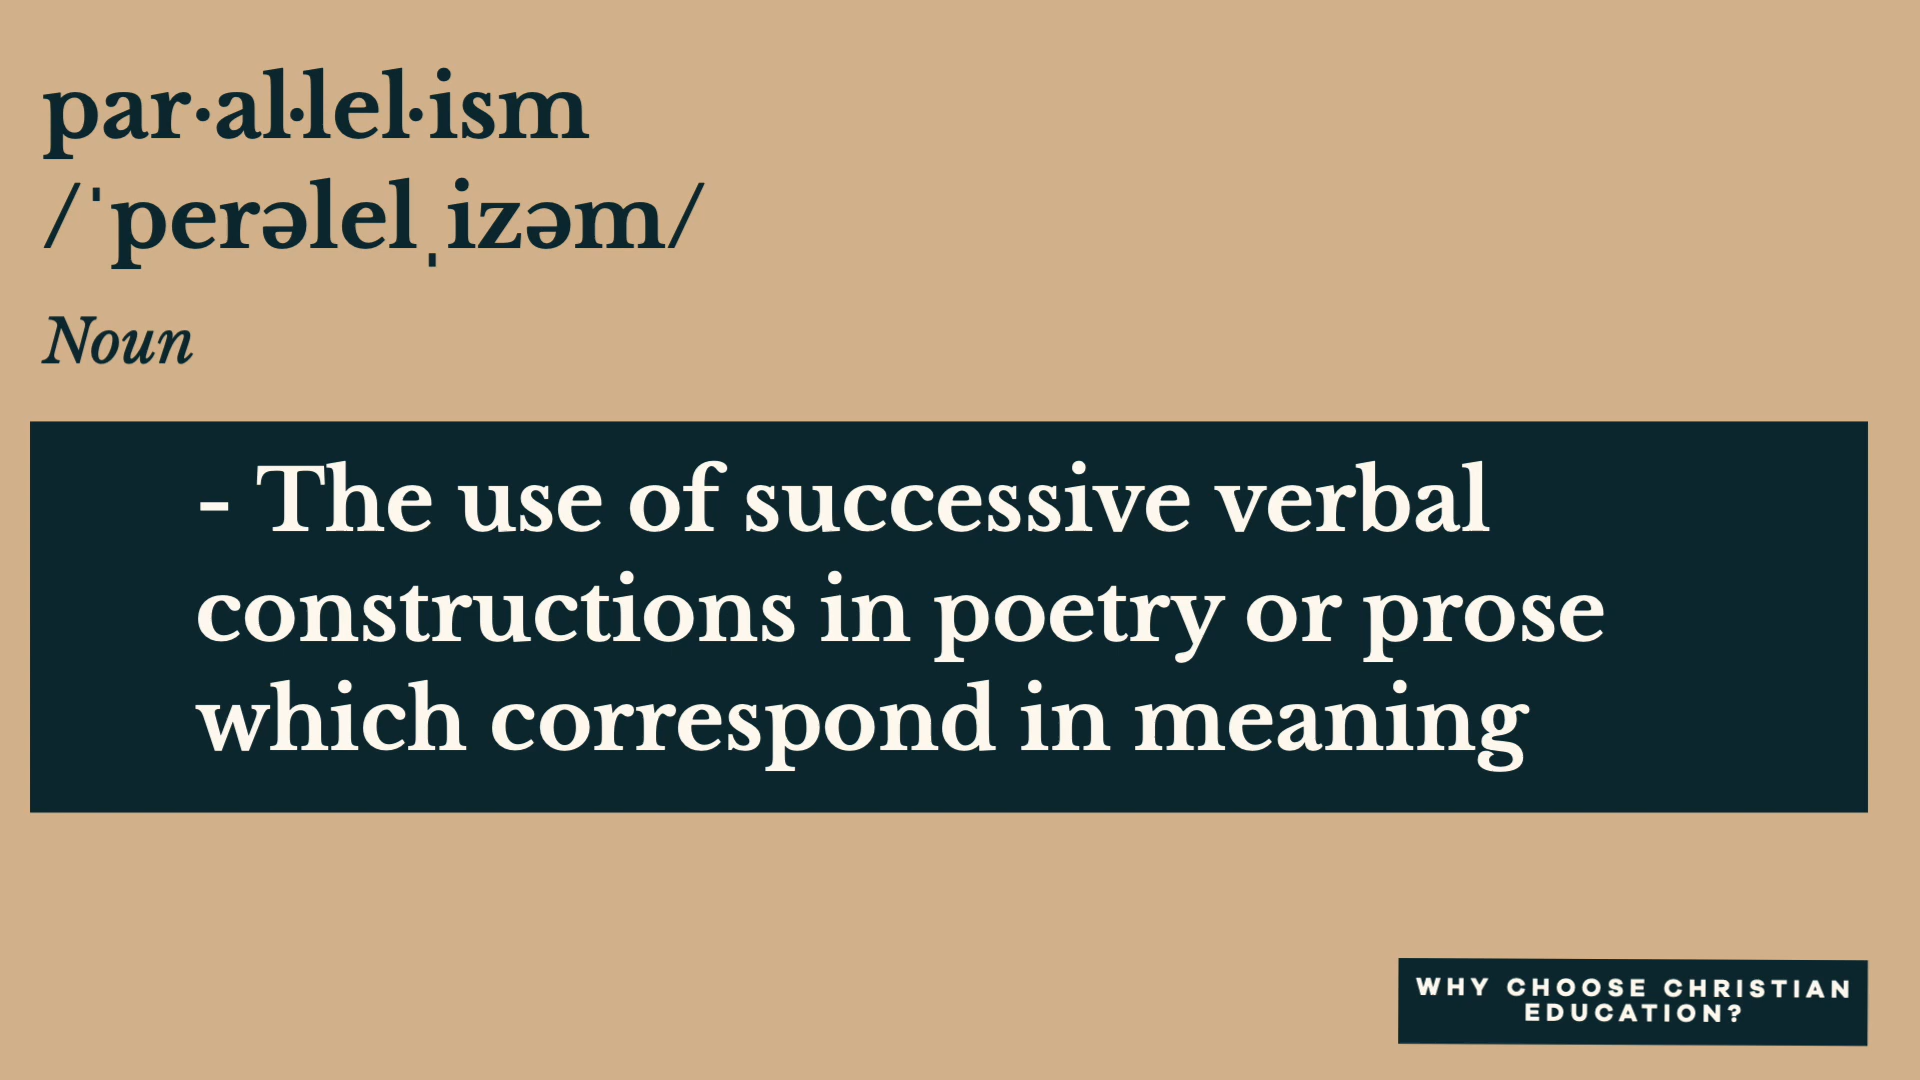 par·al·lel·ism
/ˈperəlelˌizəm/
Noun
- The use of successive verbal
constructions in poetry or prose
which correspond in meaning
WHY CHOOSE CHRISTIAN
EDUCATION?